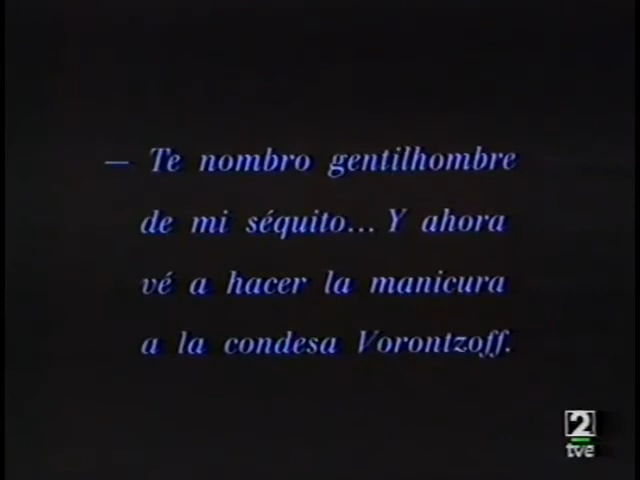 — Te nombro gentilhombre
de mi séquito... Y ahora
vé a hacer la manicura
a la condesa Vorontzoff.
2
tve